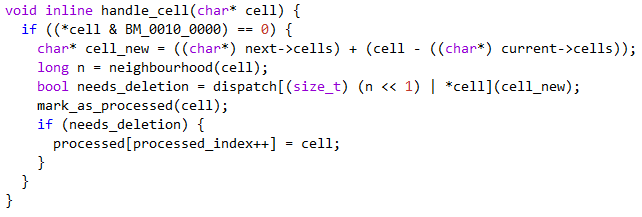 void inline handle_cell(char* cell) {
  if ((*cell & BM_0010_0000) == 0) {
    char* cell_new = ((char*) next->cells) + (cell - ((char*) current->cells));
    long n = neighbourhood(cell);
    bool needs_deletion = dispatch[(size_t) (n << 1) | *cell](cell_new);
    mark_as_processed(cell);
    if (needs_deletion) {
      processed[processed_index++] = cell;
    }
  }
}